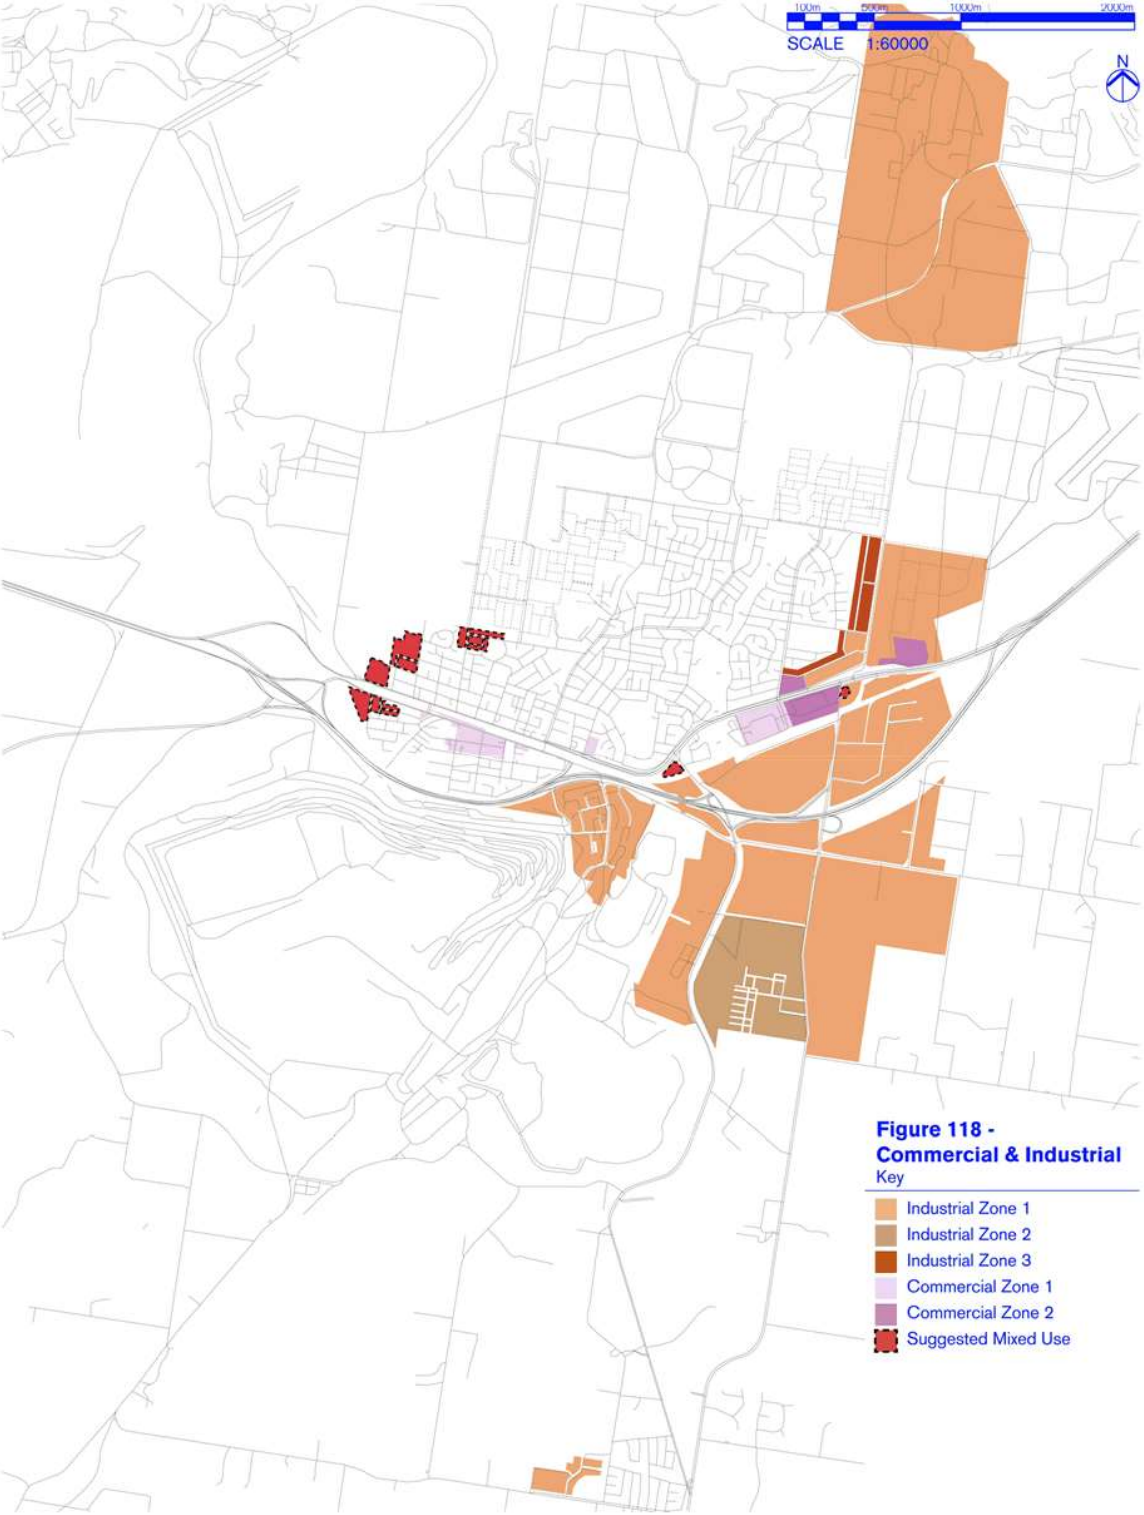 100m 500m 1000m 2000m
SCALE 1:60000
N
Figure 118 -
Commercial & Industrial
Key
Industrial Zone 1
Industrial Zone 2
Industrial Zone 3
Commercial Zone 1
Commercial Zone 2
Suggested Mixed Use